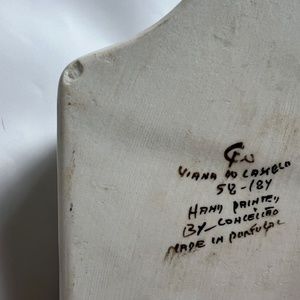 VIANA DO CASTELO
58-184
HAND PAINTED
BY CONCEIÇÃO
MADE IN PORTUGAL